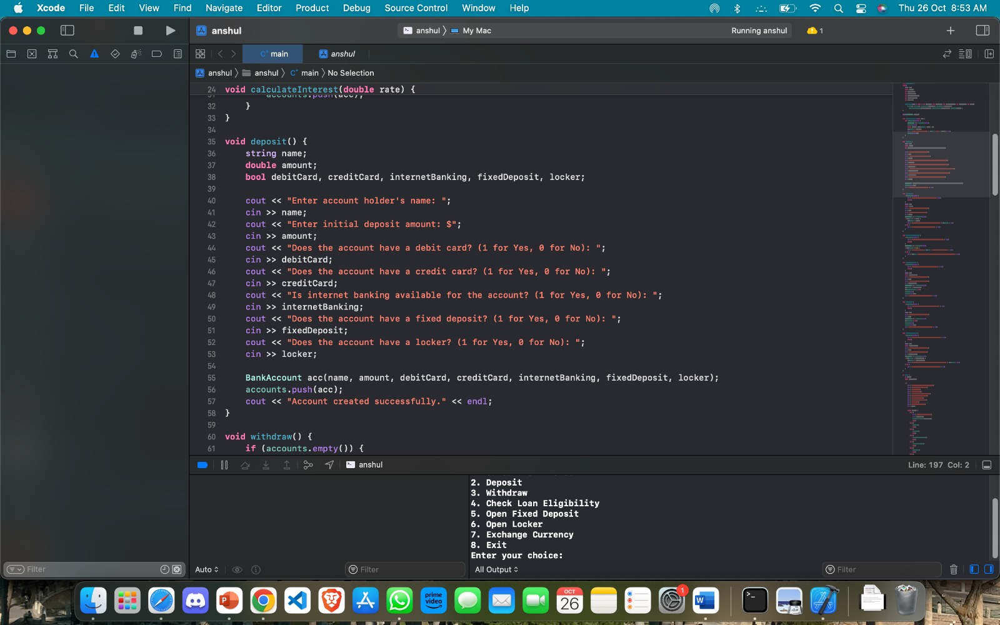 Xcode File Edit View Find Navigate Editor Product Debug Source Control Window Help Thu 26 Oct 8:53 AM
anshul
anshul 〉 My Mac
Running anshul
1
main
anshul
anshul 〉 anshul 〉 main 〉 No Selection
24 void calculateInterest(double rate) {
31 accounts.push(acc);
32 }
33 }
34
35 void deposit() {
36 string name;
37 double amount;
38 bool debitCard, creditCard, internetBanking, fixedDeposit, locker;
39
40 cout << "Enter account holder's name: ";
41 cin >> name;
42 cout << "Enter initial deposit amount: $";
43 cin >> amount;
44 cout << "Does the account have a debit card? (1 for Yes, 0 for No): ";
45 cin >> debitCard;
46 cout << "Does the account have a credit card? (1 for Yes, 0 for No): ";
47 cin >> creditCard;
48 cout << "Is internet banking available for the account? (1 for Yes, 0 for No): ";
49 cin >> internetBanking;
50 cout << "Does the account have a fixed deposit? (1 for Yes, 0 for No): ";
51 cin >> fixedDeposit;
52 cout << "Does the account have a locker? (1 for Yes, 0 for No): ";
53 cin >> locker;
54
55 BankAccount acc(name, amount, debitCard, creditCard, internetBanking, fixedDeposit, locker);
56 accounts.push(acc);
57 cout << "Account created successfully." << endl;
58 }
59
60 void withdraw() {
61 if (accounts.empty()) {
anshul
Line: 197 Col: 2
2. Deposit
3. Withdraw
4. Check Loan Eligibility
5. Open Fixed Deposit
6. Open Locker
7. Exchange Currency
8. Exit
Enter your choice:
Filter
Auto
Filter
All Output
Filter
prime video
OCT
26
1